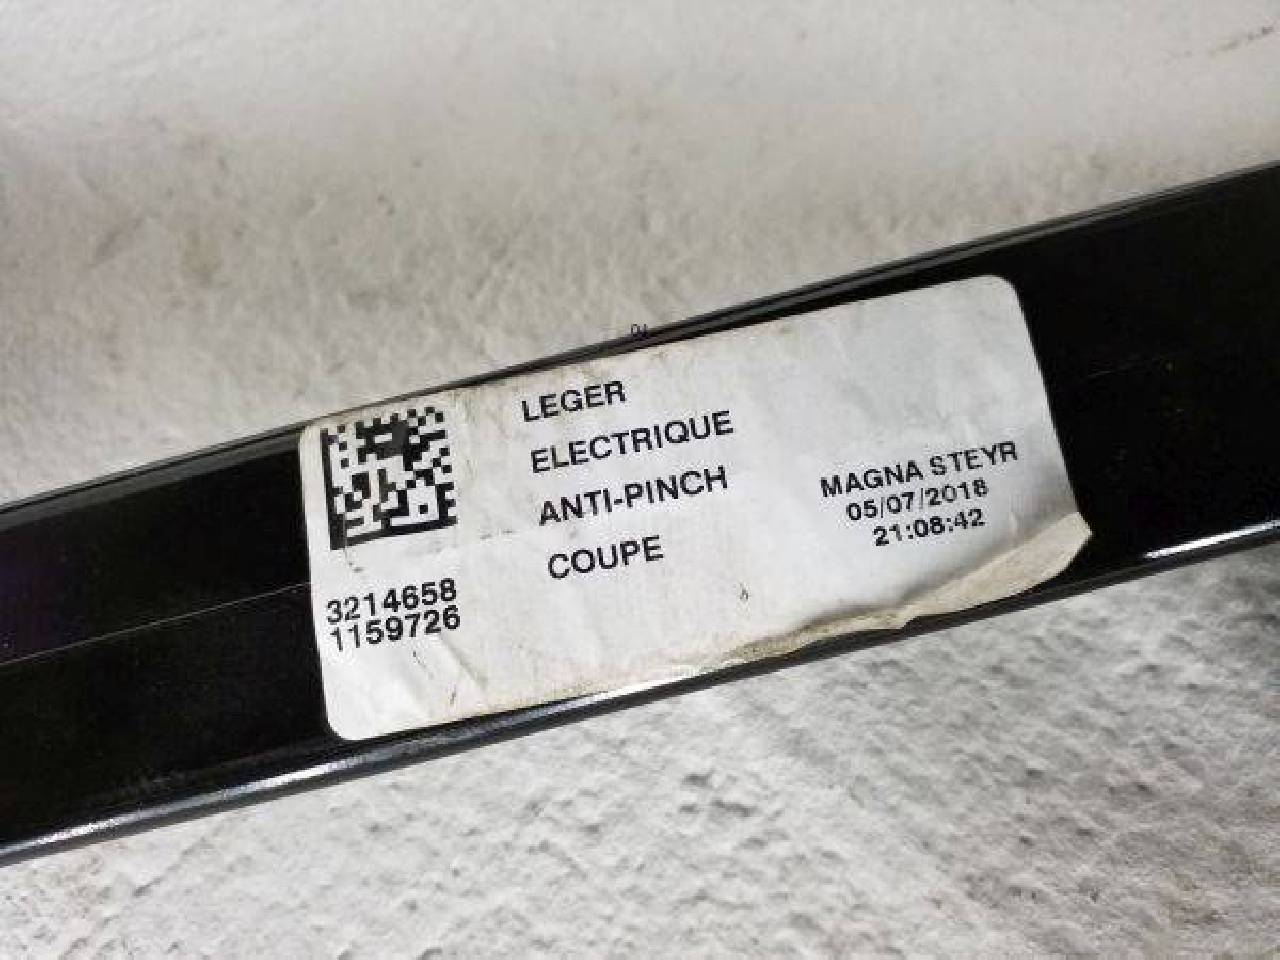 LEGER
ELECTRIQUE
ANTI-PINCH
COUPE
MAGNA STEYR
05/07/2018
21:08:42
3214658
1159726